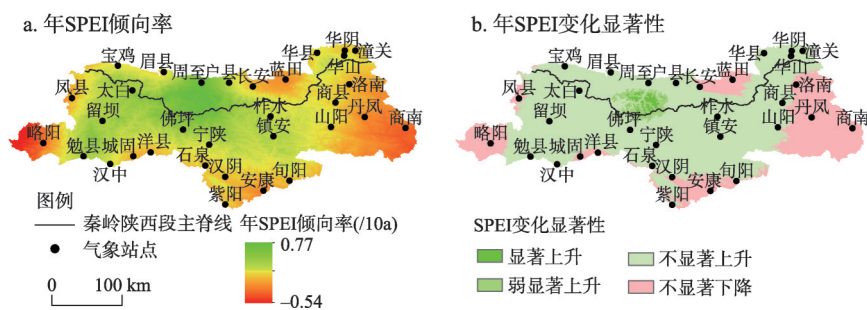 a. 年SPEI倾向率
宝鸡
眉县
周至
户县
长安
蓝田
华县
华阴
潼关
华山
洛南
商县
丹凤
商南
山阳
凤县
太白
留坝
佛坪
柞水
镇安
宁陕
略阳
勉县
城固
洋县
汉中
石泉
汉阴
安康
旬阳
紫阳
图例
秦岭陕西段主脊线
气象站点
0 100 km
年SPEI倾向率(/10a)
0.77
–0.54
b. 年SPEI变化显著性
宝鸡
眉县
周至
户县
长安
蓝田
华县
华阴
潼关
华山
洛南
商县
丹凤
商南
山阳
凤县
太白
留坝
佛坪
柞水
镇安
宁陕
略阳
勉县
城固
洋县
汉中
石泉
汉阴
安康
旬阳
紫阳
SPEI变化显著性
显著上升
不显著上升
弱显著上升
不显著下降